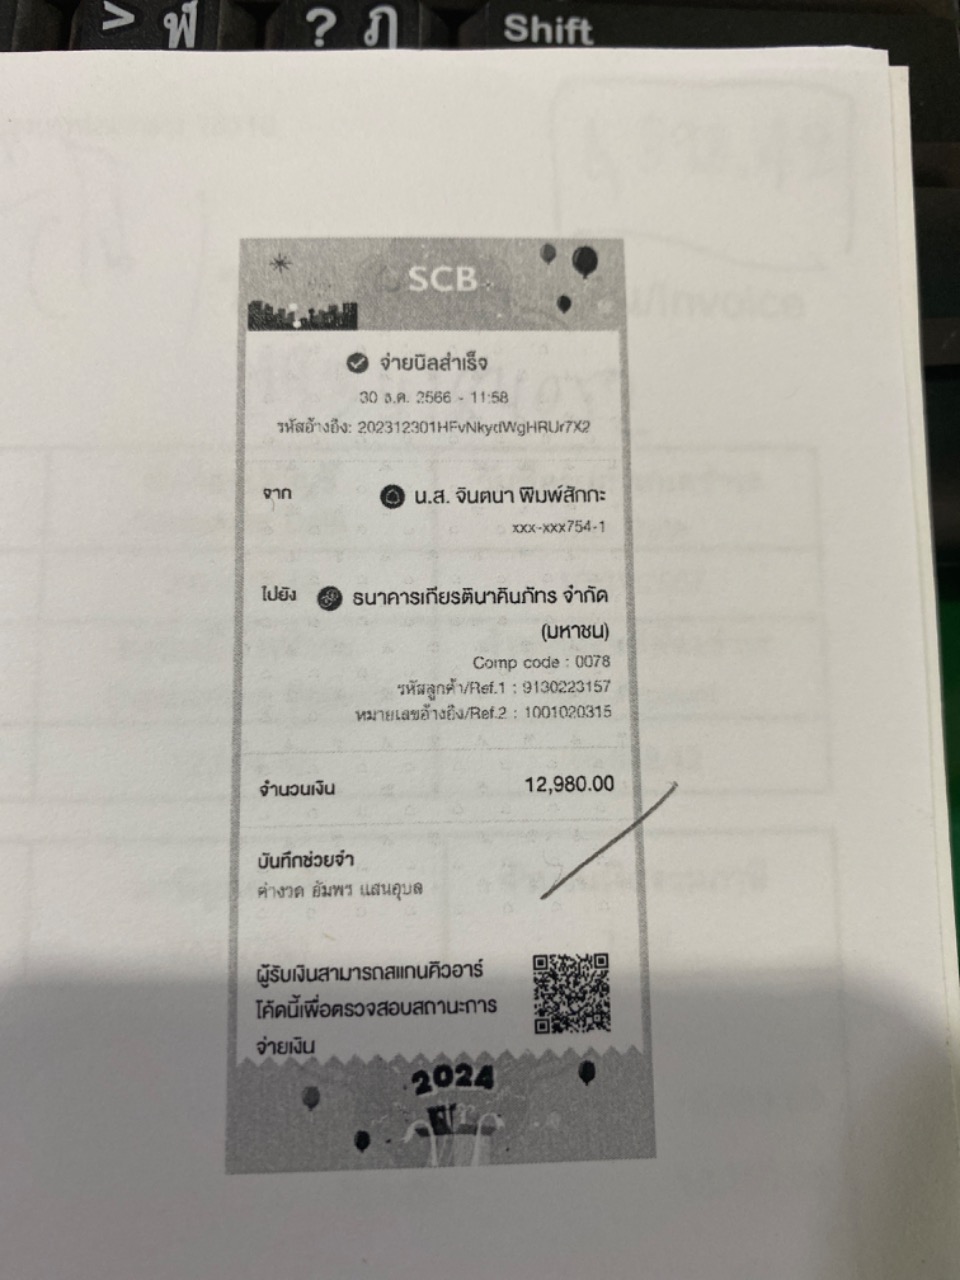 > ฟ ? ฦ Shift
SCB
จ่ายบิลสำเร็จ
30 ธ.ค. 2566 - 11:58
รหัสอ้างอิง: 202312301HFvNkydWgHRUr7X2
จาก น.ส. จินตนา พิมพ์สักกะ
xxx-xxx754-1
ไปยัง ธนาคารเกียรตินาคินภัทร จำกัด
(มหาชน)
Comp code : 0078
รหัสลูกค้า/Ref.1 : 9130223157
หมายเลขอ้างอิง/Ref.2 : 1001020315
จำนวนเงิน 12,980.00
บันทึกช่วยจำ
ค่างวด อัมพร แสนอุบล
ผู้รับเงินสามารถสแกนคิวอาร์
โค้ดนี้เพื่อตรวจสอบสถานะการ
จ่ายเงิน
2024